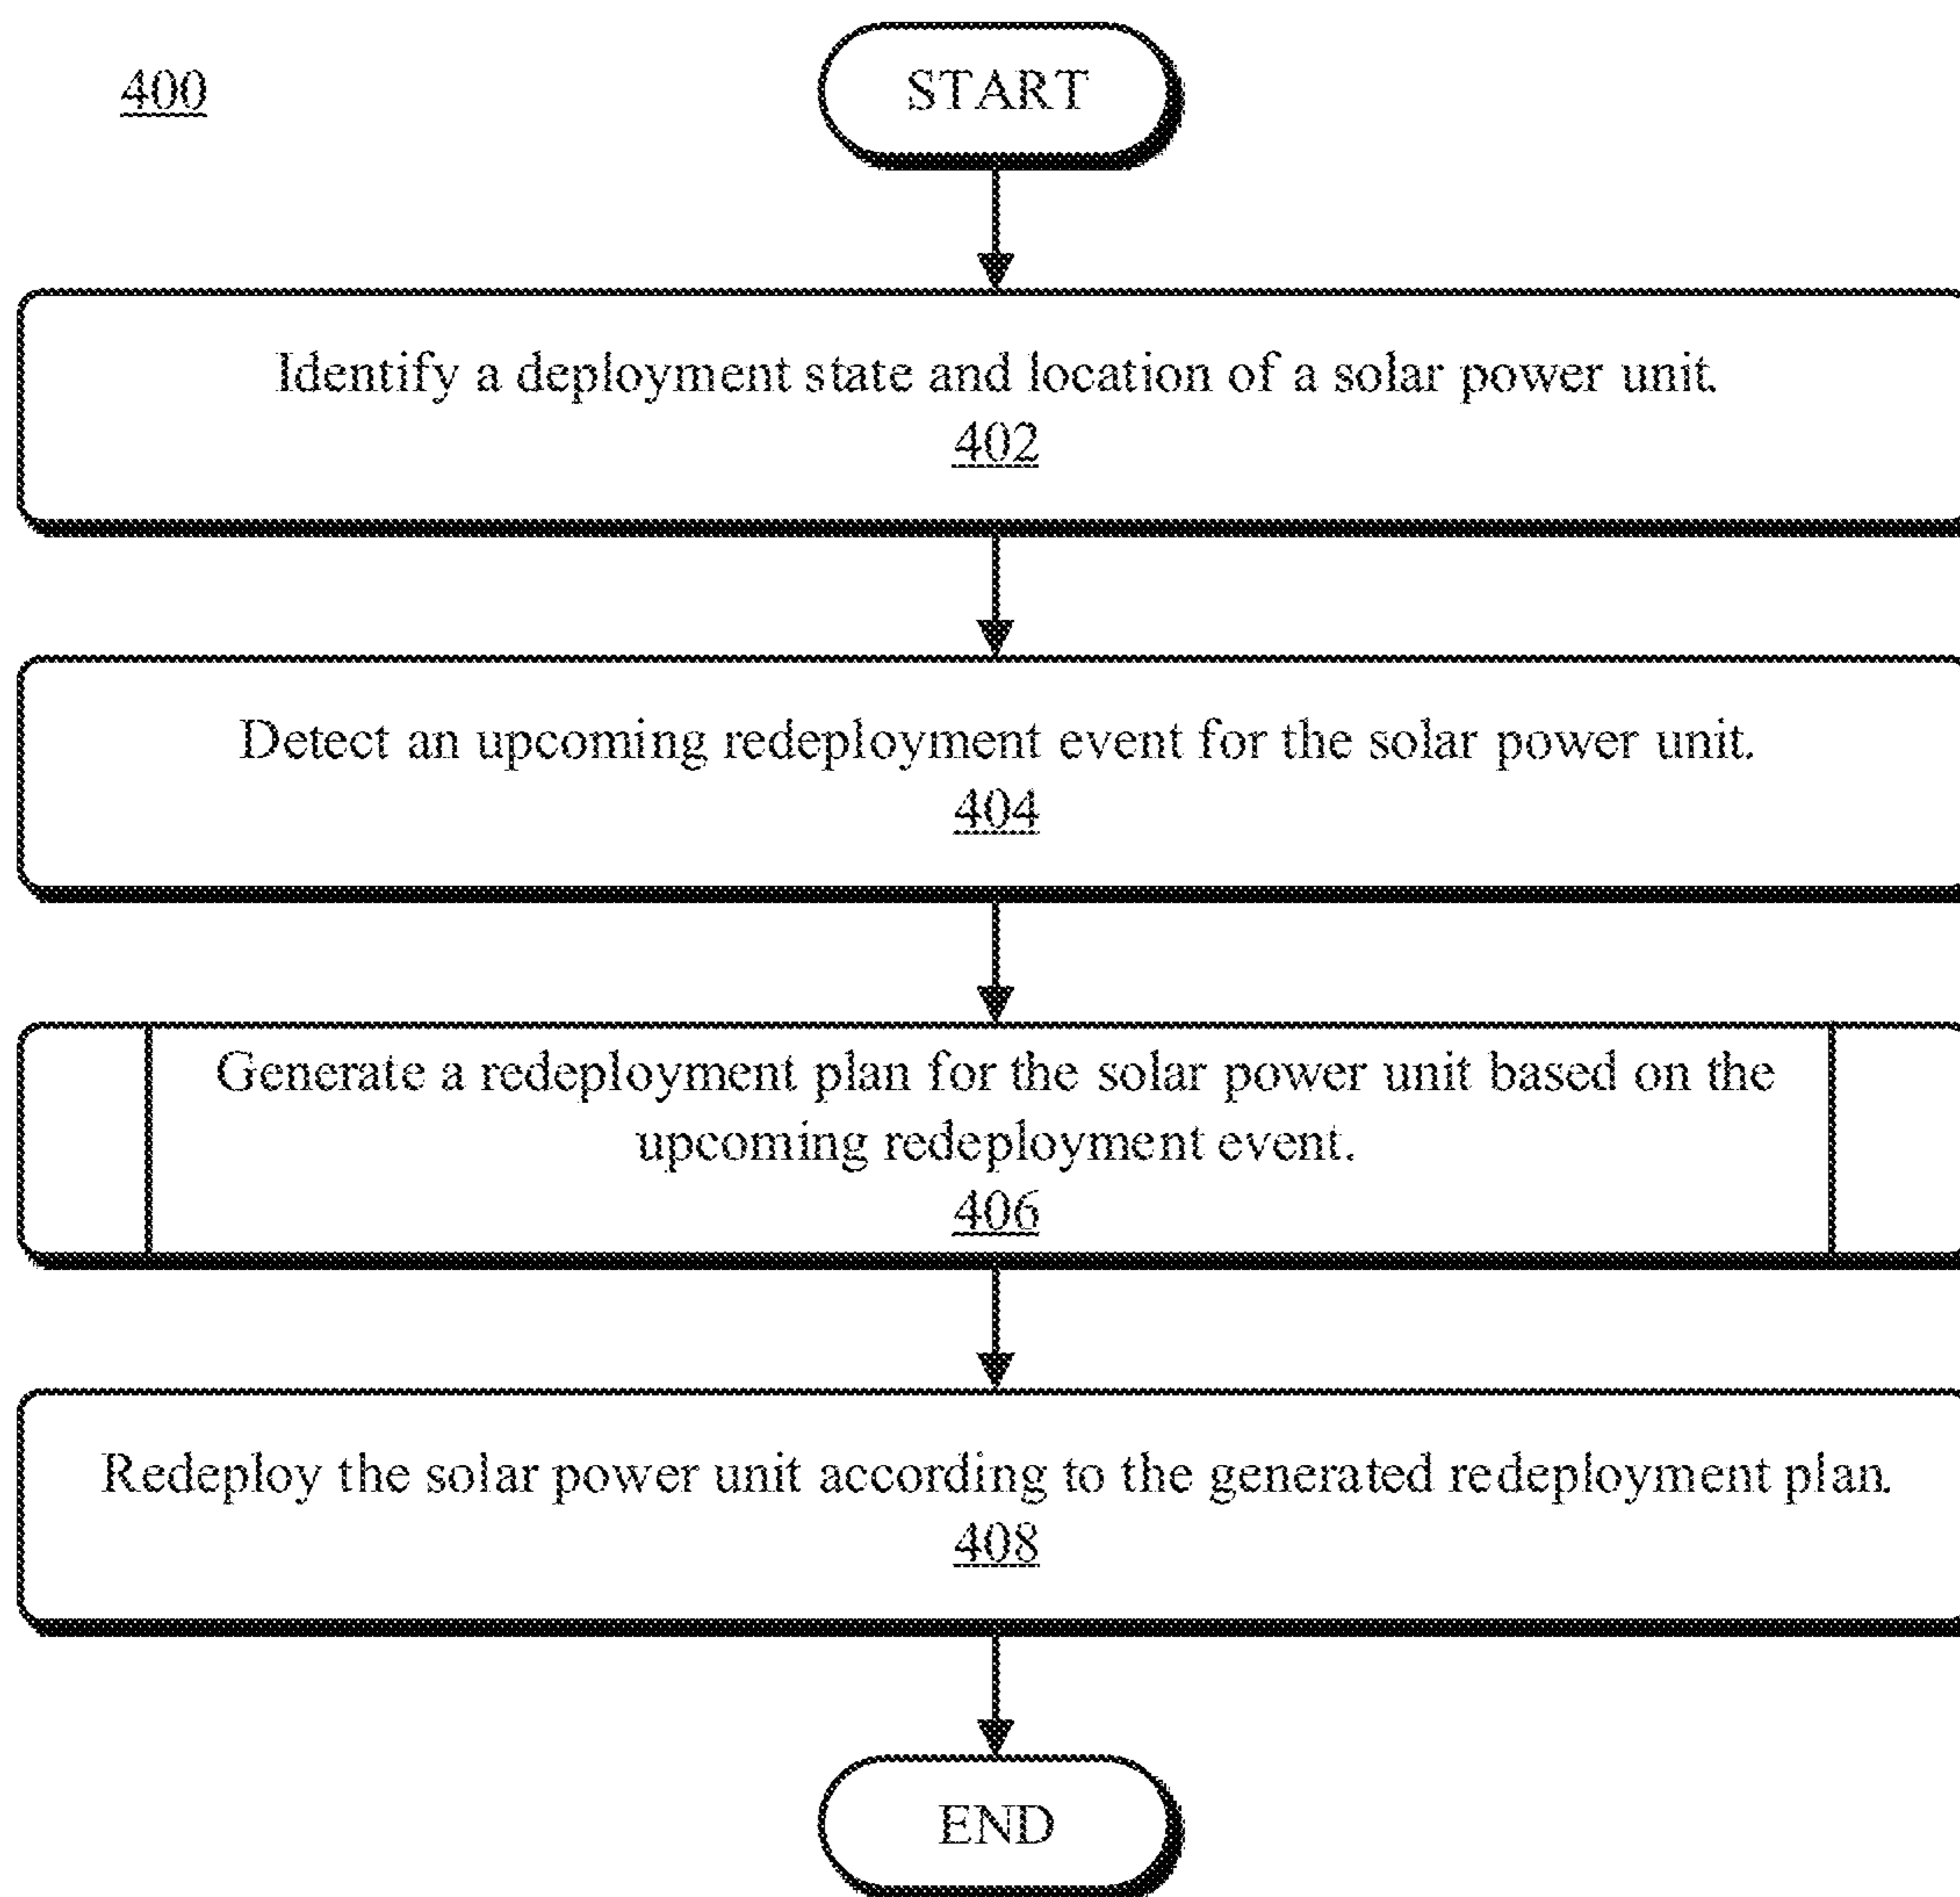 400
START
Identify a deployment state and location of a solar power unit.
402
Detect an upcoming redeployment event for the solar power unit.
404
Generate a redeployment plan for the solar power unit based on the
upcoming redeployment event.
406
Redeploy the solar power unit according to the generated redeployment plan.
408
END